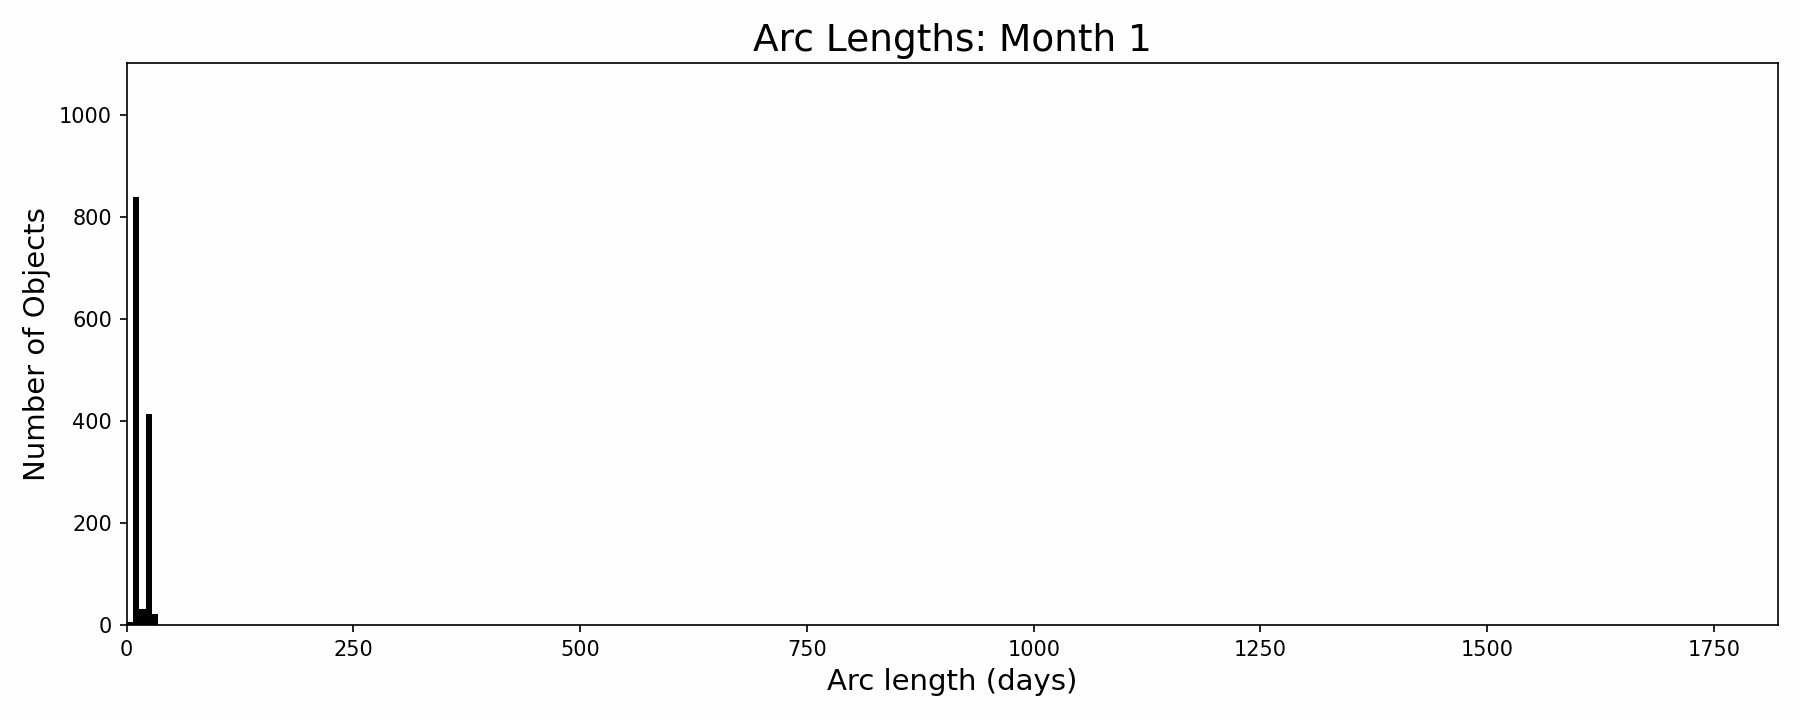 Arc Lengths: Month 1
Number of Objects
1000
800
600
400
200
0
0 250 500 750 1000 1250 1500 1750
Arc length (days)